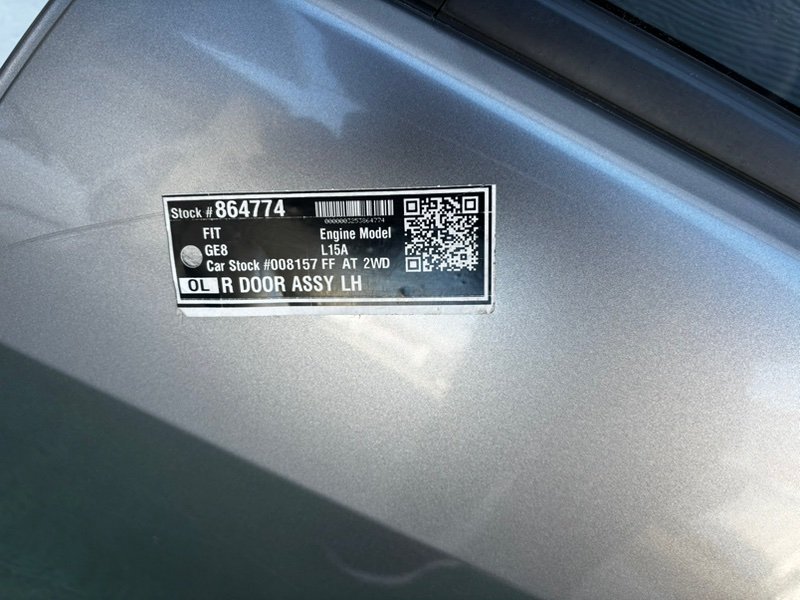 Stock # 864774
0000003253864774
FIT Engine Model
GE8 L15A
Car Stock #008157 FF AT 2WD
OL R DOOR ASSY LH